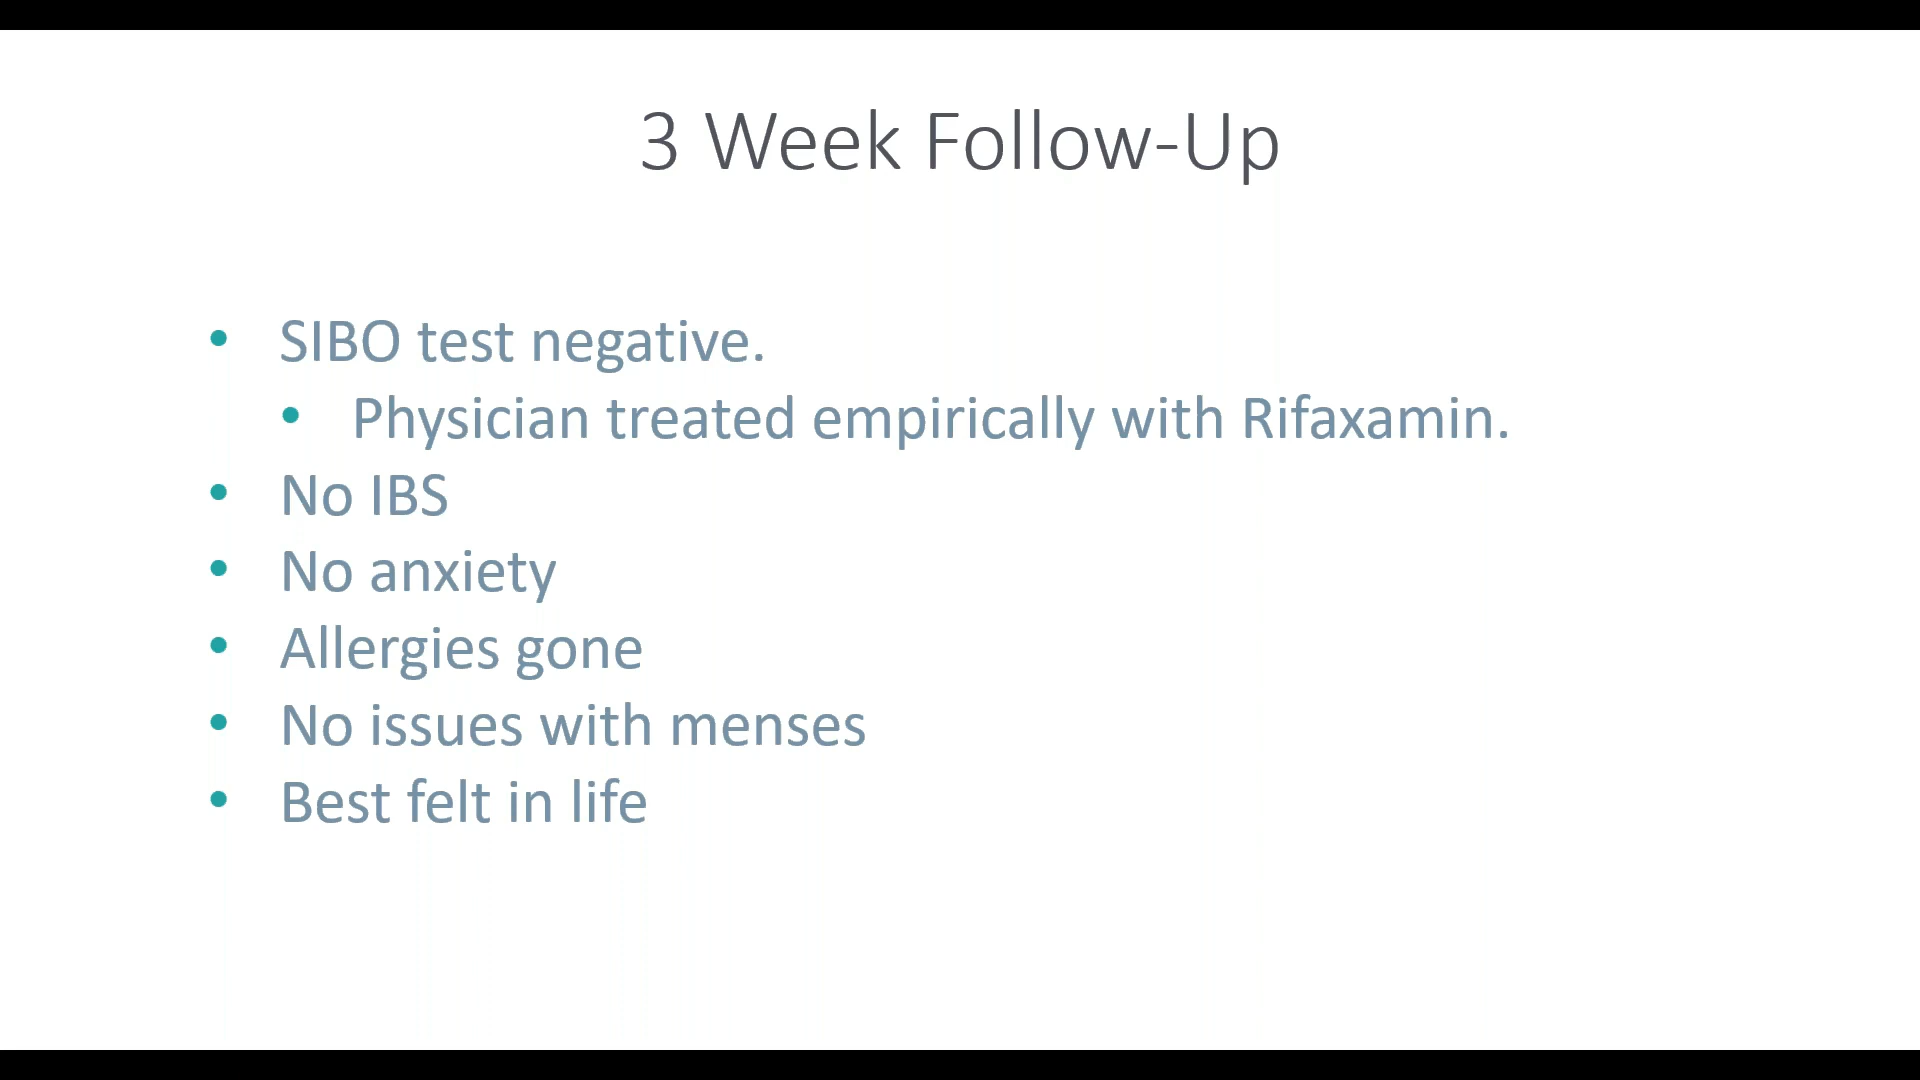 3 Week Follow-Up
• SIBO test negative.
• Physician treated empirically with Rifaxamin.
• No IBS
• No anxiety
• Allergies gone
• No issues with menses
• Best felt in life